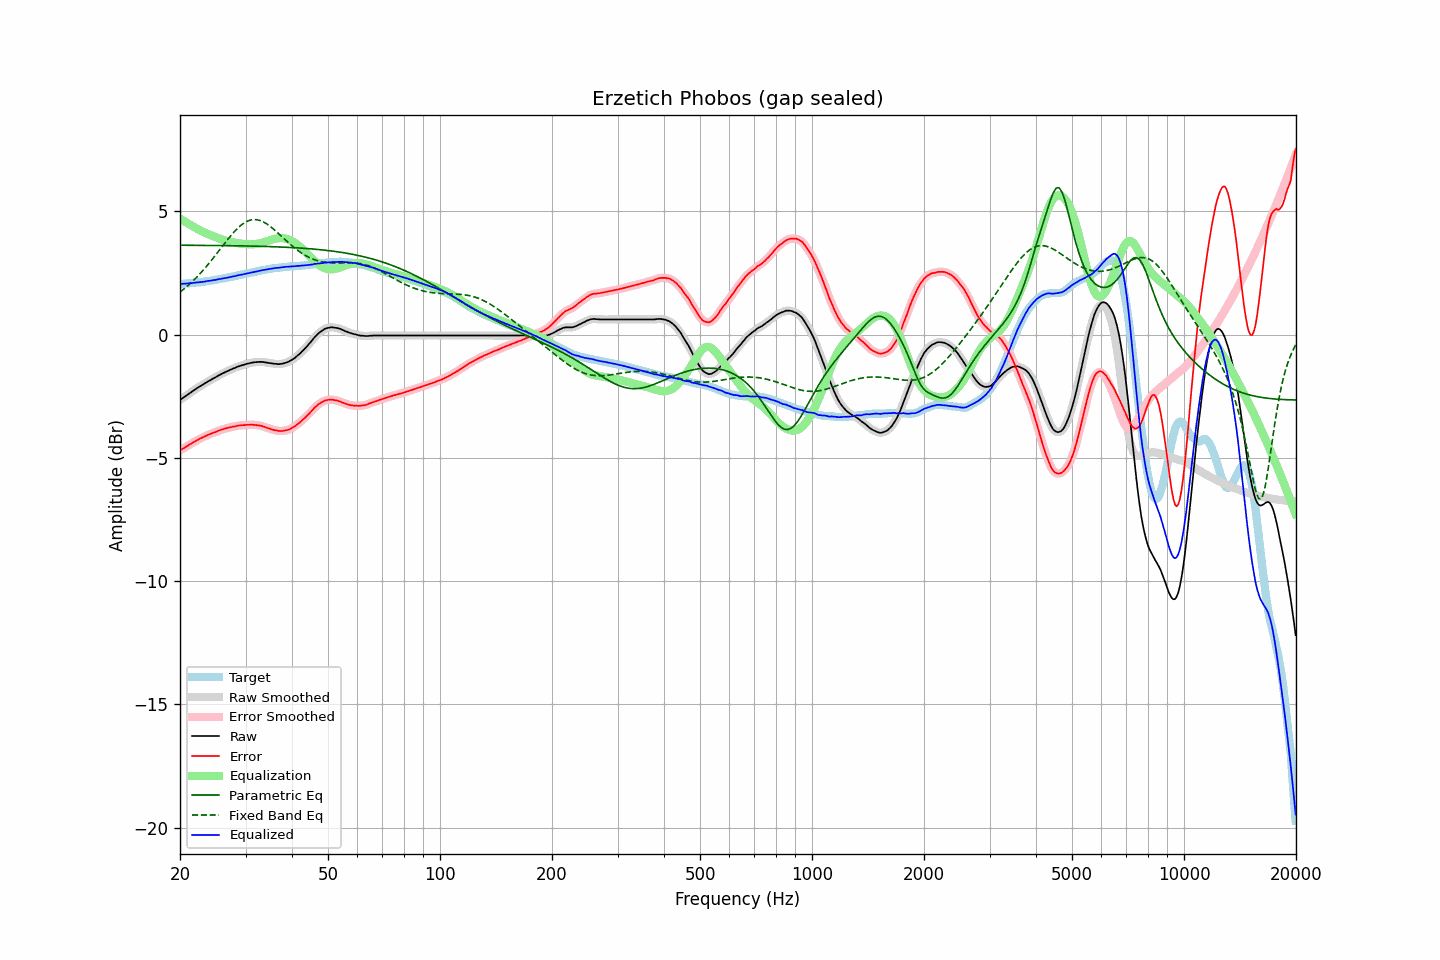 Erzetich Phobos (gap sealed)
5
0
−5
−10
−15
−20
Amplitude (dBr)
Target
Raw Smoothed
Error Smoothed
Raw
Error
Equalization
Parametric Eq
Fixed Band Eq
Equalized
20
50
100
200
500
1000
2000
5000
10000
20000
Frequency (Hz)